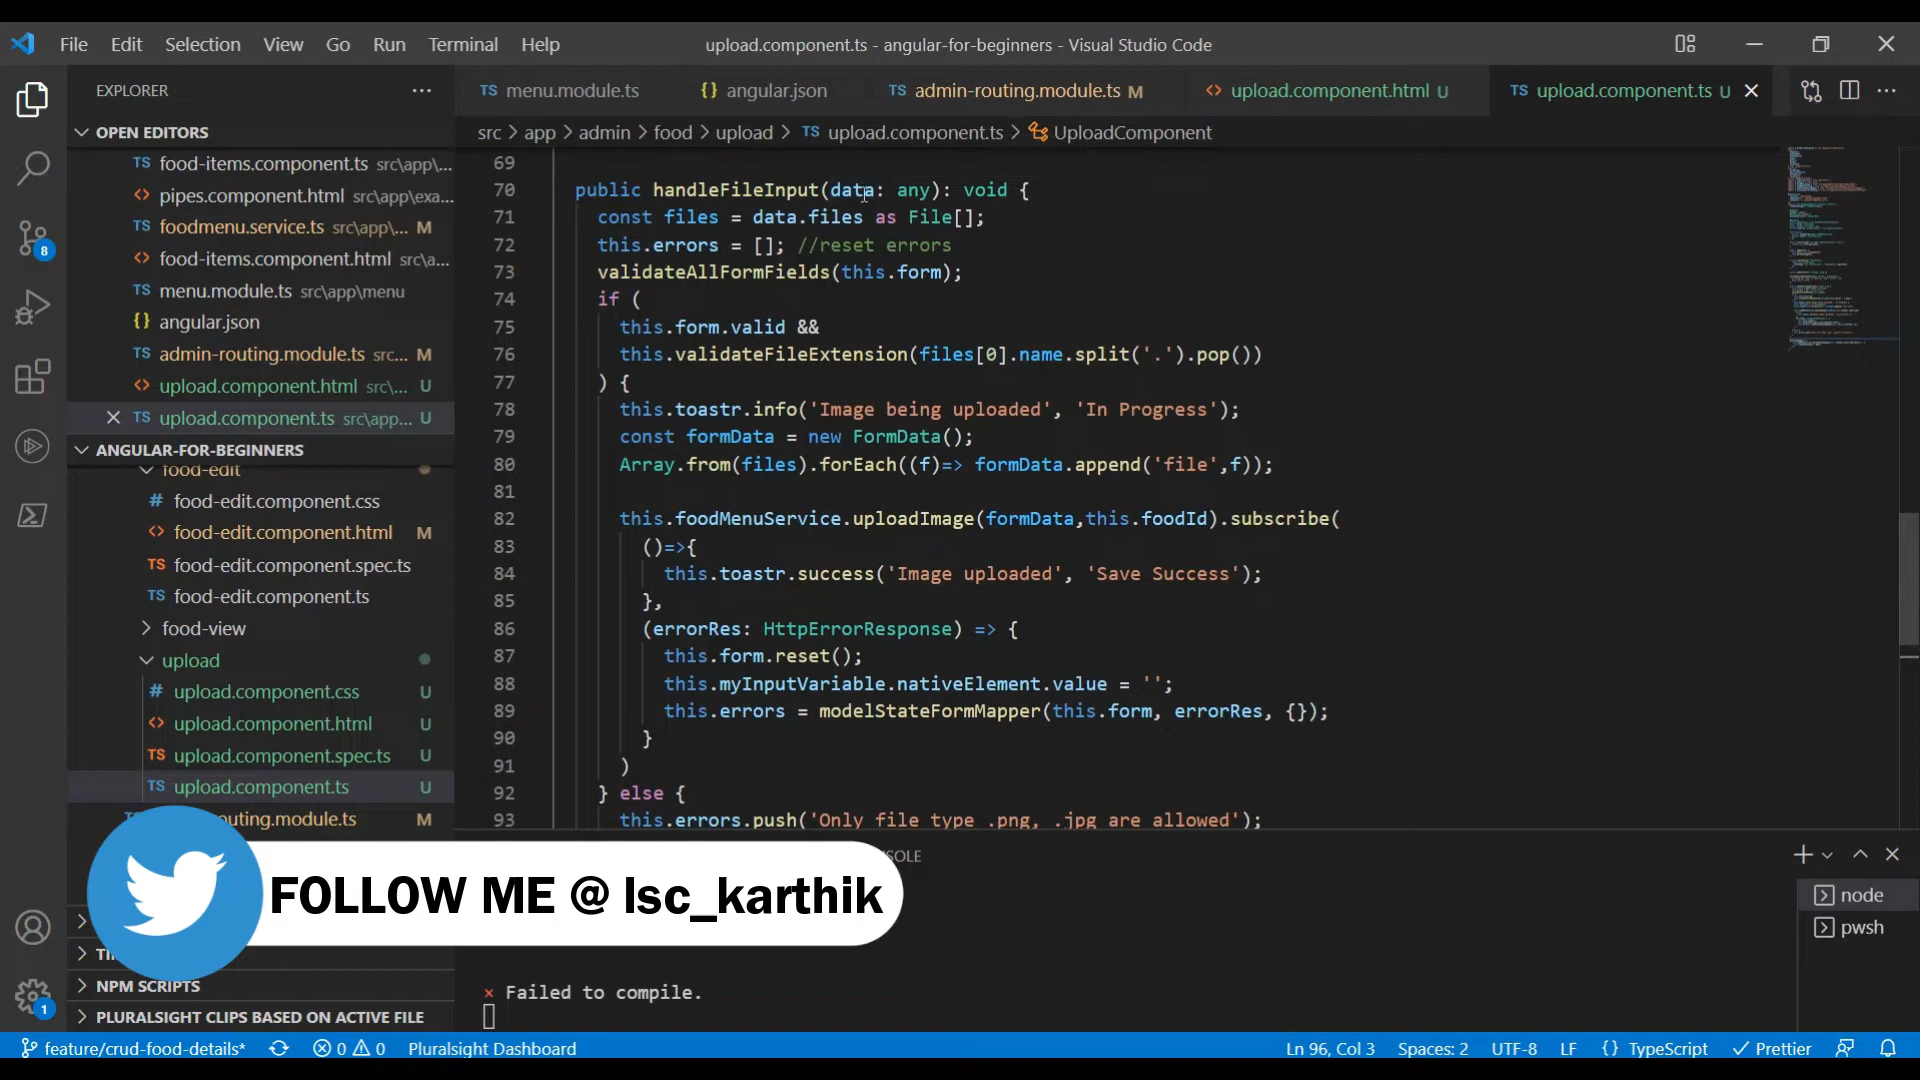 File Edit Selection View Go Run Terminal Help
upload.component.ts - angular-for-beginners - Visual Studio Code
EXPLORER
OPEN EDITORS
TS food-items.component.ts src\app\...
<> pipes.component.html src\app\exa...
TS foodmenu.service.ts src\app\... M
<> food-items.component.html src\a...
TS menu.module.ts src\app\menu
{} angular.json
TS admin-routing.module.ts src... M
<> upload.component.html src\... U
TS upload.component.ts src\app... U
ANGULAR-FOR-BEGINNERS
food-edit
# food-edit.component.css
<> food-edit.component.html M
TS food-edit.component.spec.ts
TS food-edit.component.ts
food-view
upload
# upload.component.css U
<> upload.component.html U
TS upload.component.spec.ts U
TS upload.component.ts U
outing.module.ts M
NPM SCRIPTS
PLURALSIGHT CLIPS BASED ON ACTIVE FILE
8
1
TS menu.module.ts {} angular.json TS admin-routing.module.ts M <> upload.component.html U TS upload.component.ts U
src > app > admin > food > upload > TS upload.component.ts > UploadComponent
69
70 public handleFileInput(data: any): void {
71 const files = data.files as File[];
72 this.errors = []; //reset errors
73 validateAllFormFields(this.form);
74 if (
75 this.form.valid &&
76 this.validateFileExtension(files[0].name.split('.').pop())
77 ) {
78 this.toastr.info('Image being uploaded', 'In Progress');
79 const formData = new FormData();
80 Array.from(files).forEach((f)=> formData.append('file',f));
81
82 this.foodMenuService.uploadImage(formData,this.foodId).subscribe(
83 ()=>{
84 this.toastr.success('Image uploaded', 'Save Success');
85 },
86 (errorRes: HttpErrorResponse) => {
87 this.form.reset();
88 this.myInputVariable.nativeElement.value = '';
89 this.errors = modelStateFormMapper(this.form, errorRes, {});
90 }
91 )
92 } else {
93 this.errors.push('Only file type .png, .jpg are allowed');
SOLE
FOLLOW ME @ lsc_karthik
node
pwsh
× Failed to compile.
feature/crud-food-details* 0 0 Pluralsight Dashboard Ln 96, Col 3 Spaces: 2 UTF-8 LF {} TypeScript Prettier